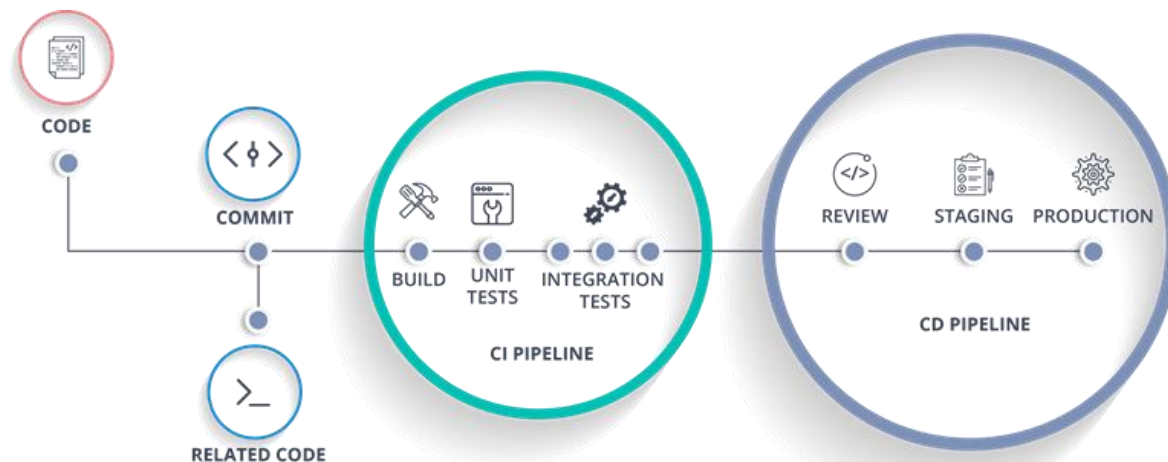 CODE
COMMIT
RELATED CODE
BUILD
UNIT
TESTS
INTEGRATION
TESTS
CI PIPELINE
REVIEW
STAGING
PRODUCTION
CD PIPELINE